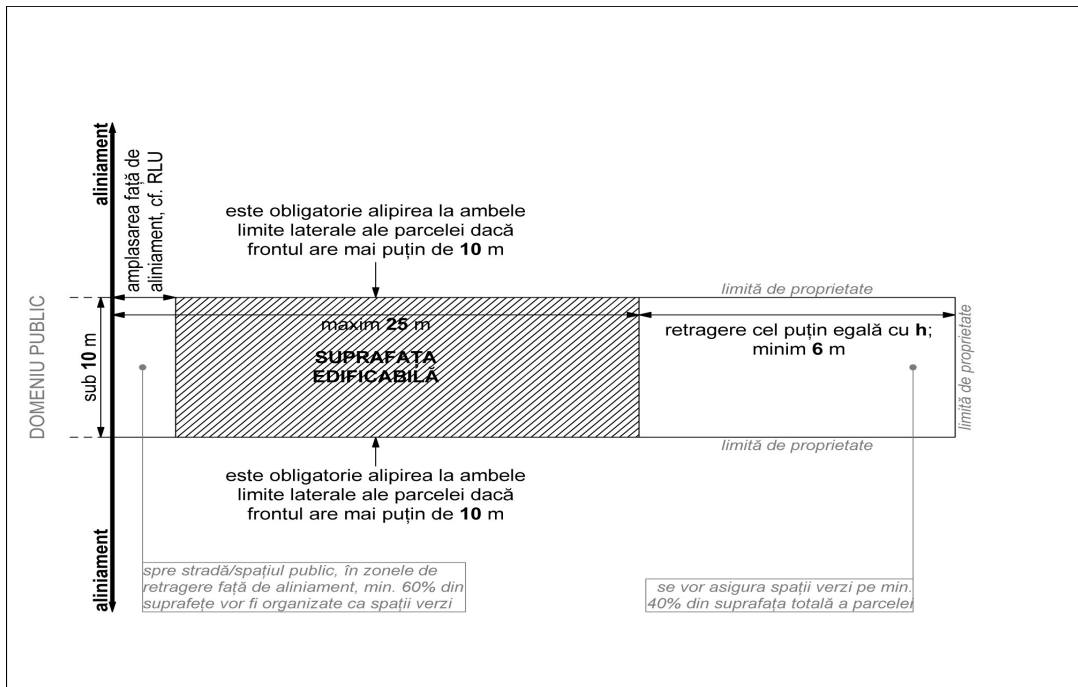 aliniament
amplasarea față de
aliniament, cf. RLU
este obligatorie alipirea la ambele
limite laterale ale parcelei dacă
frontul are mai puțin de 10 m
DOMENIU PUBLIC
sub 10 m
maxim 25 m
SUPRAFAȚA
EDIFICABILĂ
limită de proprietate
retragere cel puțin egală cu h;
minim 6 m
limită de proprietate
limită de proprietate
este obligatorie alipirea la ambele
limite laterale ale parcelei dacă
frontul are mai puțin de 10 m
aliniament
spre stradă/spațiul public, în zonele de
retragere față de aliniament, min. 60% din
suprafețe vor fi organizate ca spații verzi
se vor asigura spații verzi pe min.
40% din suprafața totală a parcelei